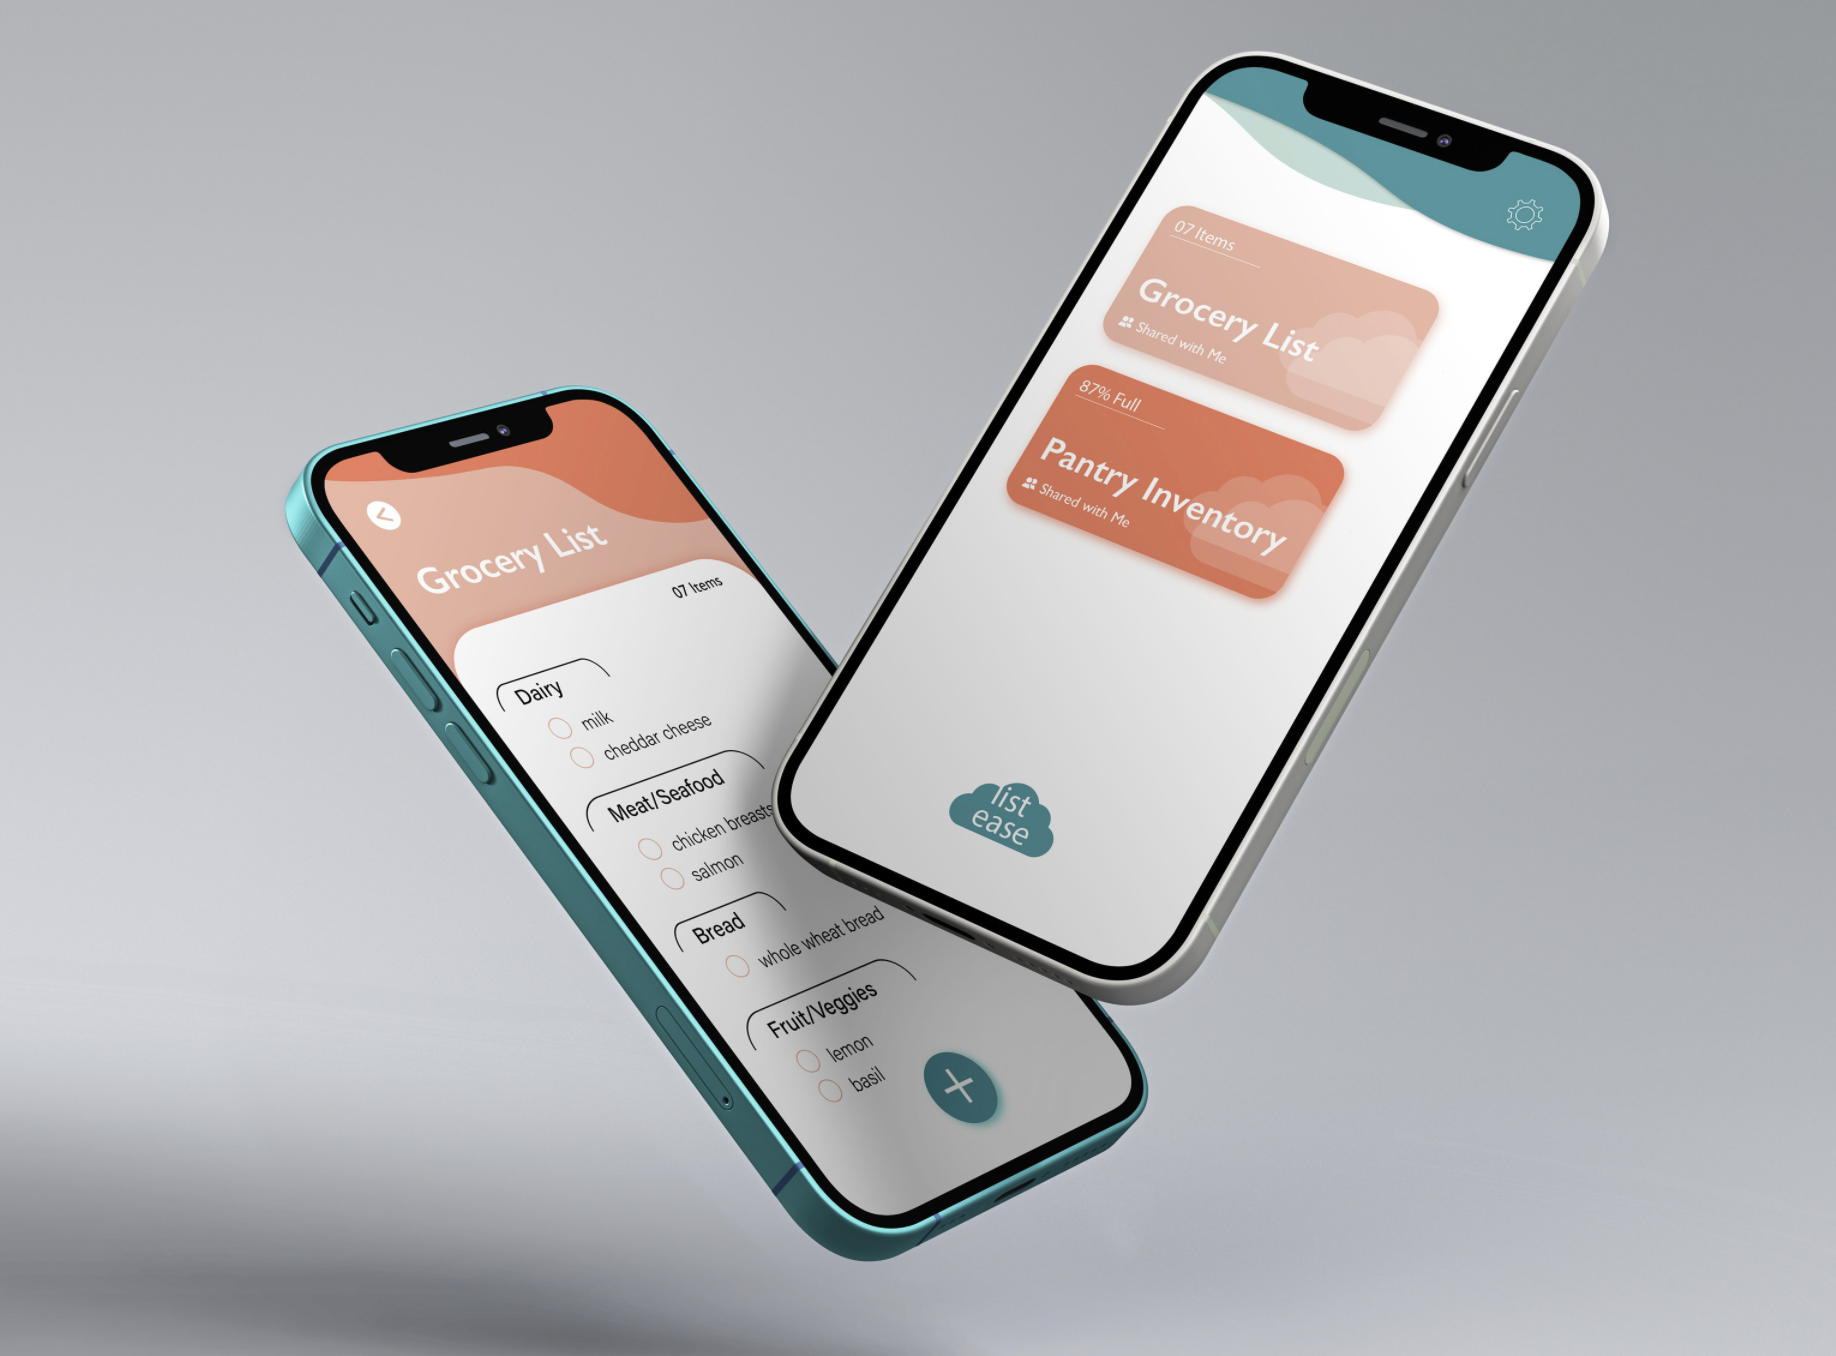 Grocery List
07 Items
Dairy
milk
cheddar cheese
Meat/Seafood
chicken breasts
salmon
Bread
whole wheat bread
Fruit/Veggies
lemon
basil
07 Items
Grocery List
Shared with Me
87% Full
Pantry Inventory
Shared with Me
list
ease